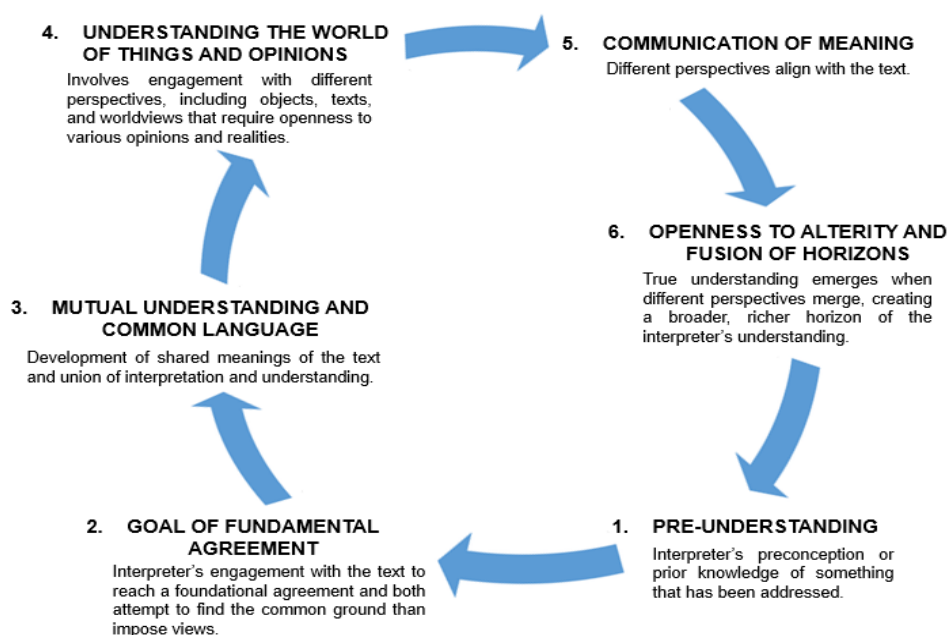 4. UNDERSTANDING THE WORLD
OF THINGS AND OPINIONS
Involves engagement with different
perspectives, including objects, texts,
and worldviews that require openness to
various opinions and realities.
5. COMMUNICATION OF MEANING
Different perspectives align with the text.
6. OPENNESS TO ALTERITY AND
FUSION OF HORIZONS
True understanding emerges when
different perspectives merge, creating
a broader, richer horizon of the
interpreter's understanding.
3. MUTUAL UNDERSTANDING AND
COMMON LANGUAGE
Development of shared meanings of the text
and union of interpretation and understanding.
2. GOAL OF FUNDAMENTAL
AGREEMENT
Interpreter's engagement with the text to
reach a foundational agreement and both
attempt to find the common ground than
impose views.
1. PRE-UNDERSTANDING
Interpreter's preconception or
prior knowledge of something
that has been addressed.